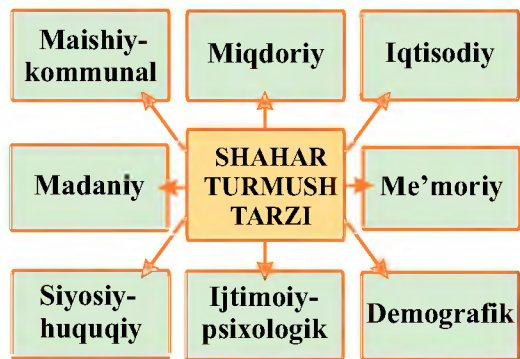 Maishiy-
kommunal
Miqdoriy
Iqtisodiy
Madaniy
SHAHAR
TURMUSH
TARZI
Me’moriy
Siyosiy-
huquqiy
Ijtimoiy-
psixologik
Demografik